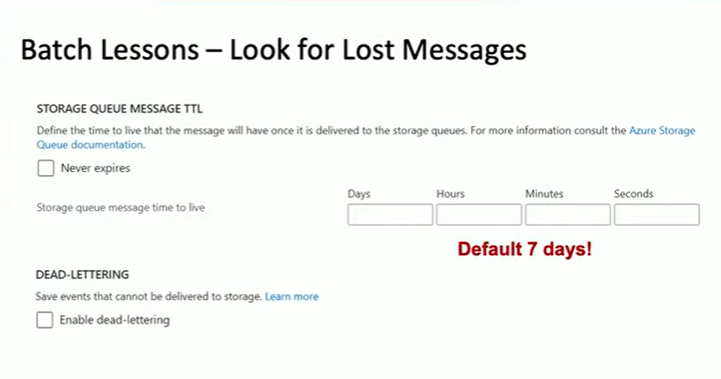 Batch Lessons – Look for Lost Messages
STORAGE QUEUE MESSAGE TTL
Define the time to live that the message will have once it is delivered to the storage queues. For more information consult the Azure Storage
Queue documentation.
Never expires
Days Hours Minutes Seconds
Storage queue message time to live
Default 7 days!
DEAD-LETTERING
Save events that cannot be delivered to storage. Learn more
Enable dead-lettering